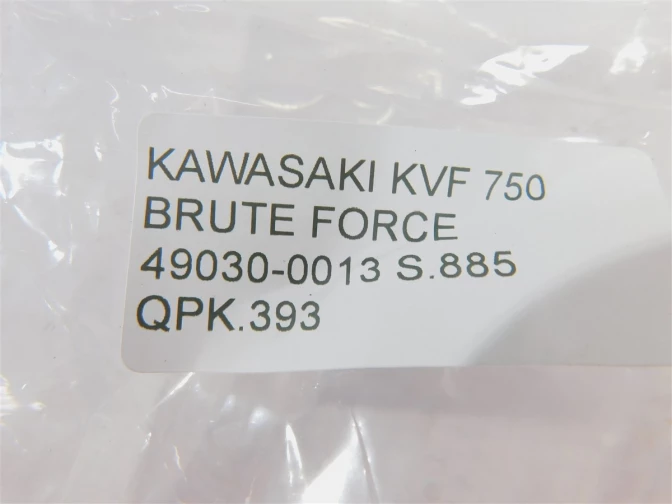 KAWASAKI KVF 750
BRUTE FORCE
49030-0013 S.885
QPK.393